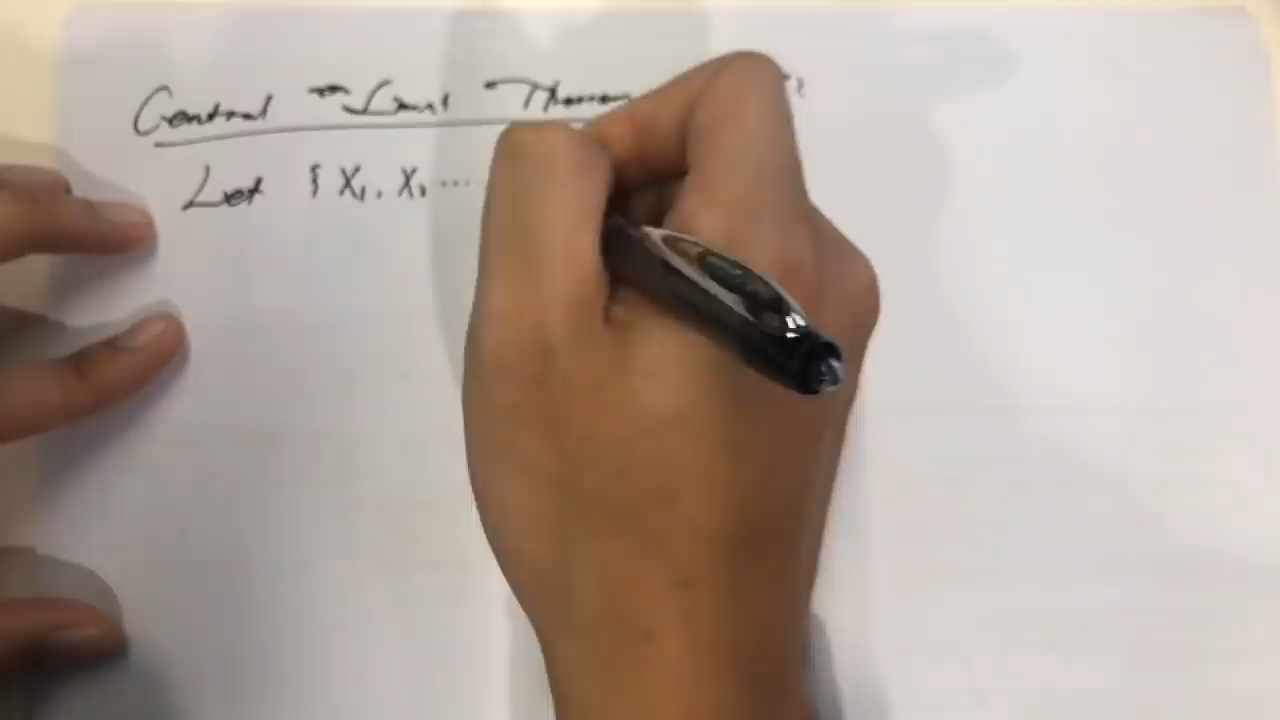 Central Limit Theorem
Let { X₁, X₂ ...